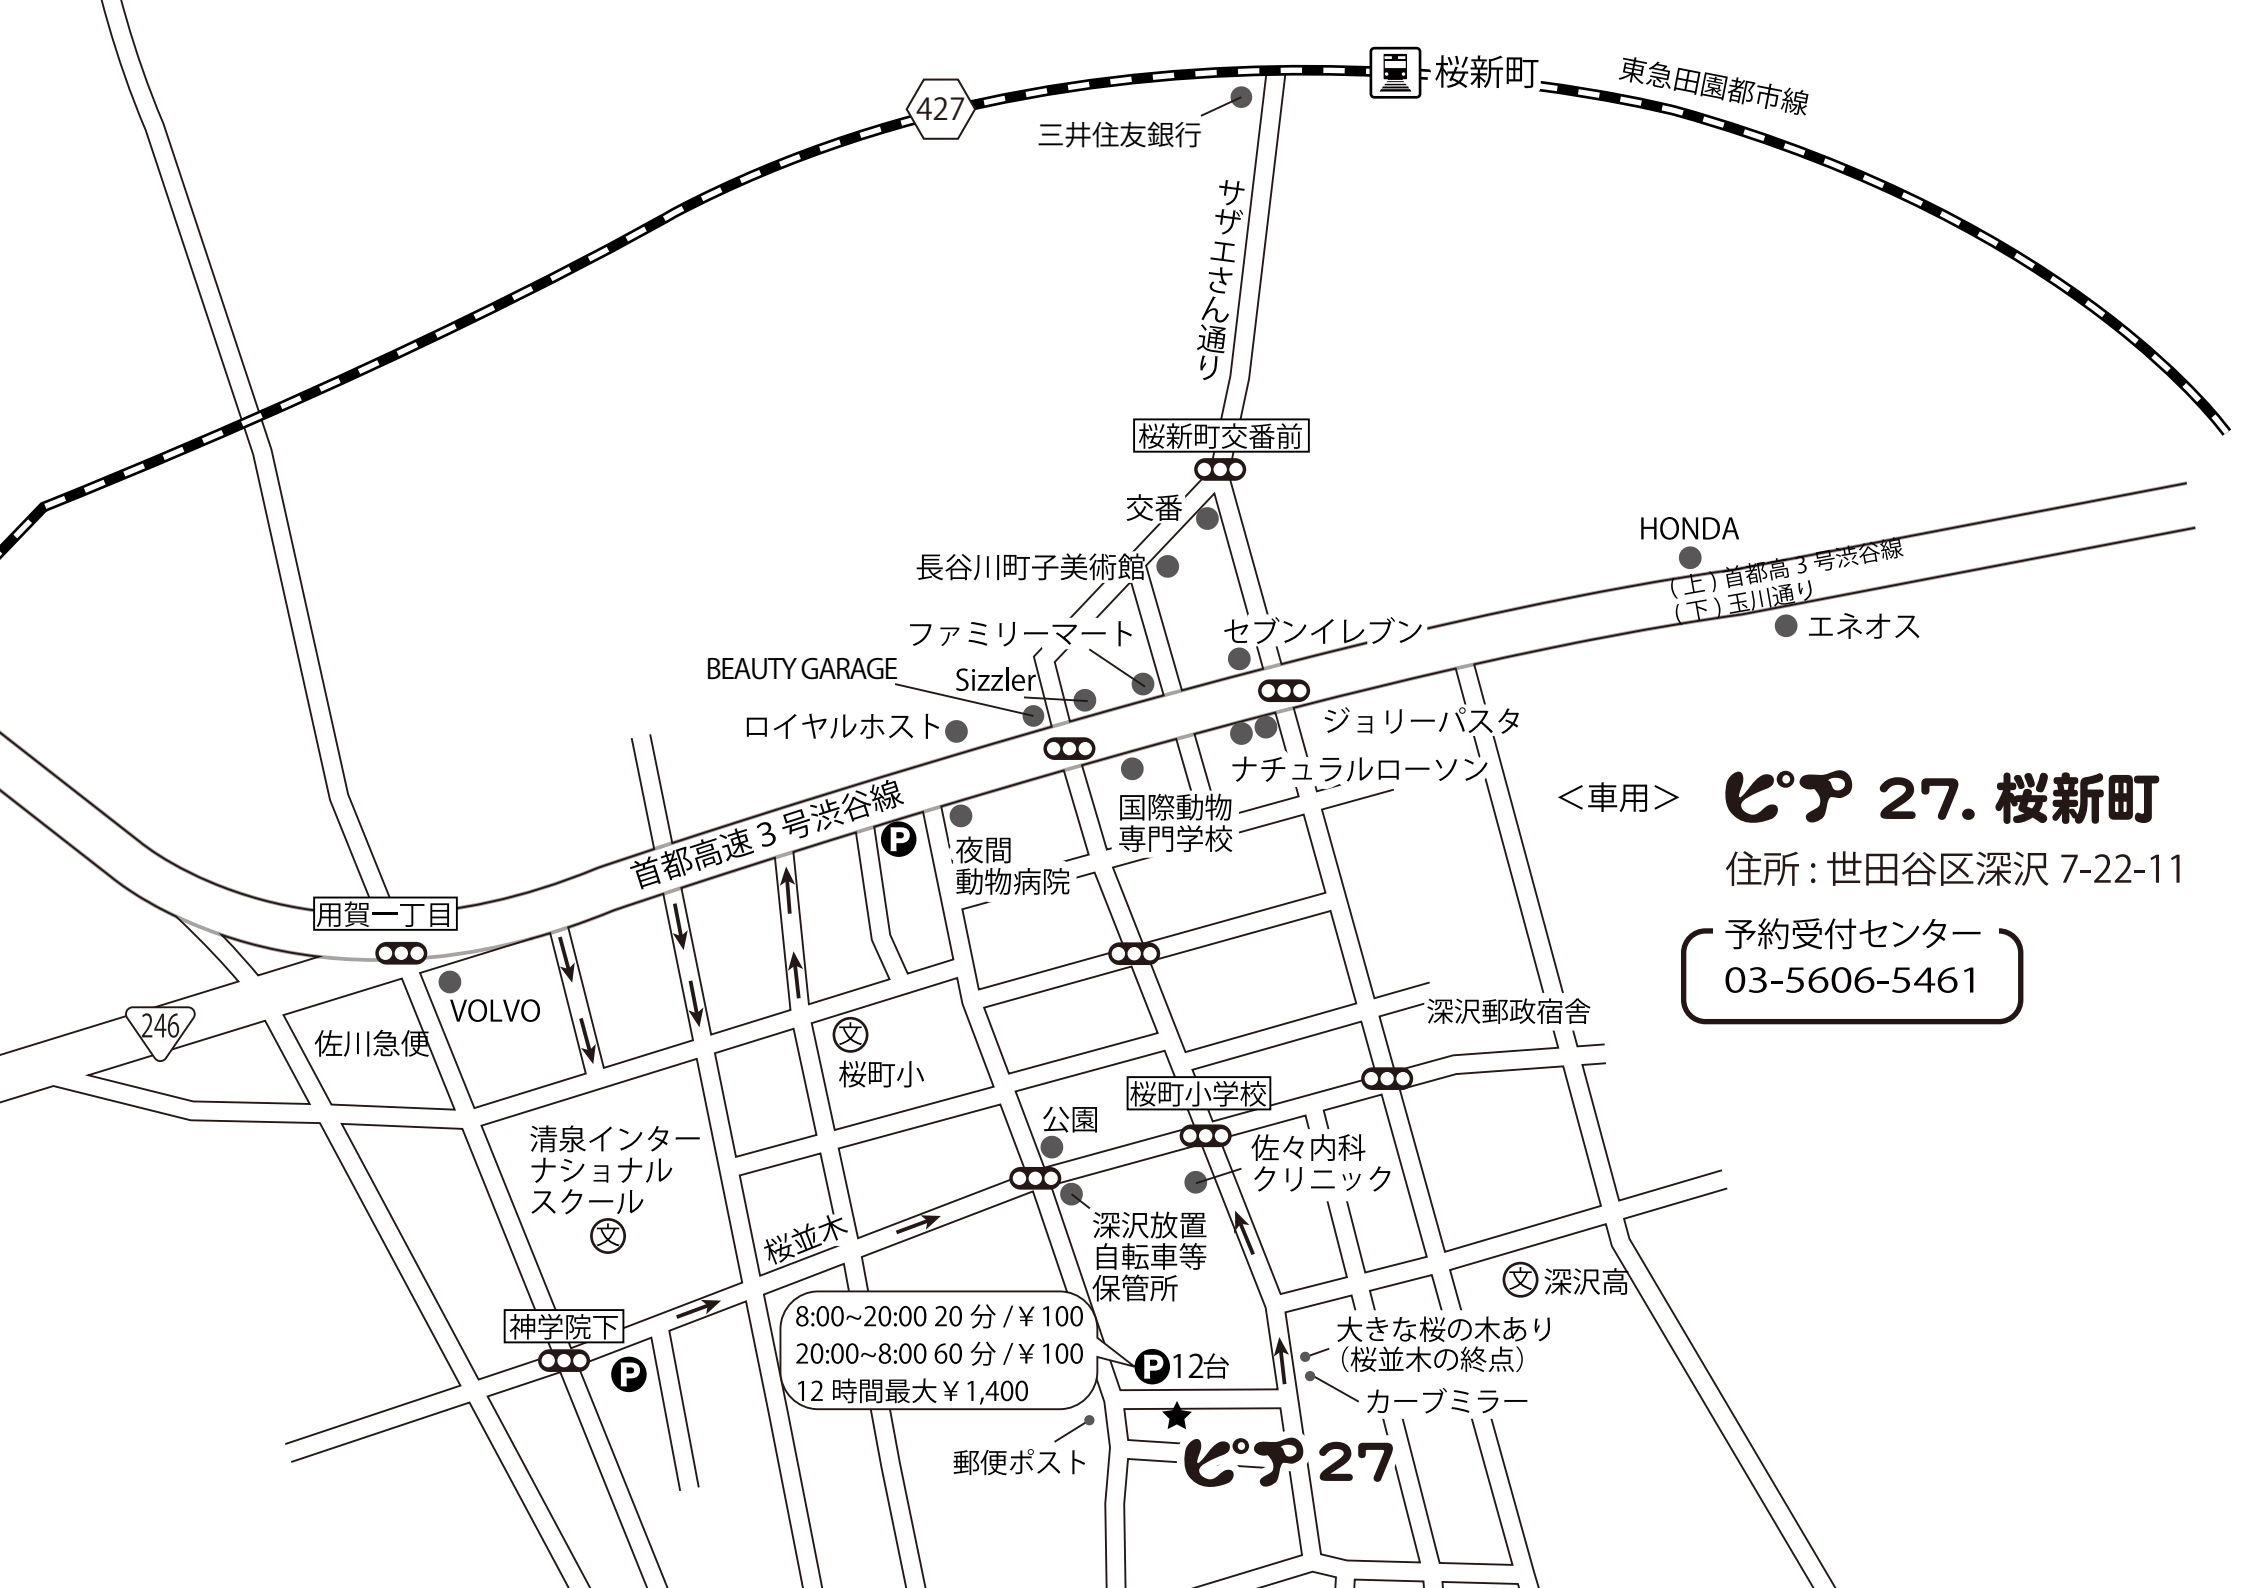 桜新町
東急田園都市線
427
三井住友銀行
サザエさん通り
桜新町交番前
交番
長谷川町子美術館
HONDA
(上)首都高3号渋谷線
(下)玉川通り
エネオス
ファミリーマート
セブンイレブン
BEAUTY GARAGE
Sizzler
ロイヤルホスト
ジョリーパスタ
ナチュラルローソン
国際動物
専門学校
首都高速3号渋谷線
P
夜間
動物病院
<車用>
ピア 27. 桜新町
住所 : 世田谷区深沢 7-22-11
予約受付センター
03-5606-5461
用賀一丁目
VOLVO
246
佐川急便
文
桜町小
深沢郵政宿舎
桜町小学校
公園
清泉インター
ナショナル
スクール
文
佐々内科
クリニック
深沢放置
自転車等
保管所
桜並木
文 深沢高
神学院下
P
8:00~20:00 20 分 /￥100
20:00~8:00 60 分 /￥100
12 時間最大￥1,400
P12台
大きな桜の木あり
（桜並木の終点）
カーブミラー
郵便ポスト
ピア 27